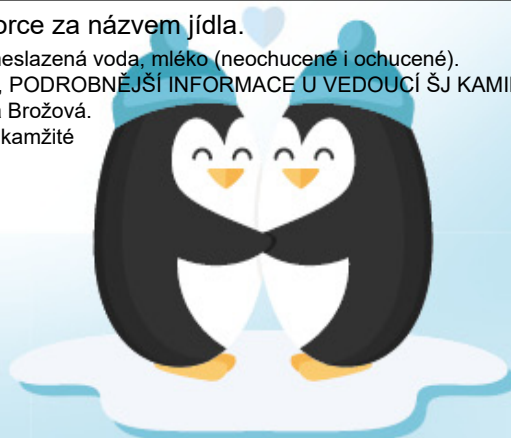 orce za názvem jídla.
neslazená voda, mléko (neochucené i ochucené).
, PODROBNĚJŠÍ INFORMACE U VEDOUCÍ ŠJ KAMI
a Brožová.
kamžité